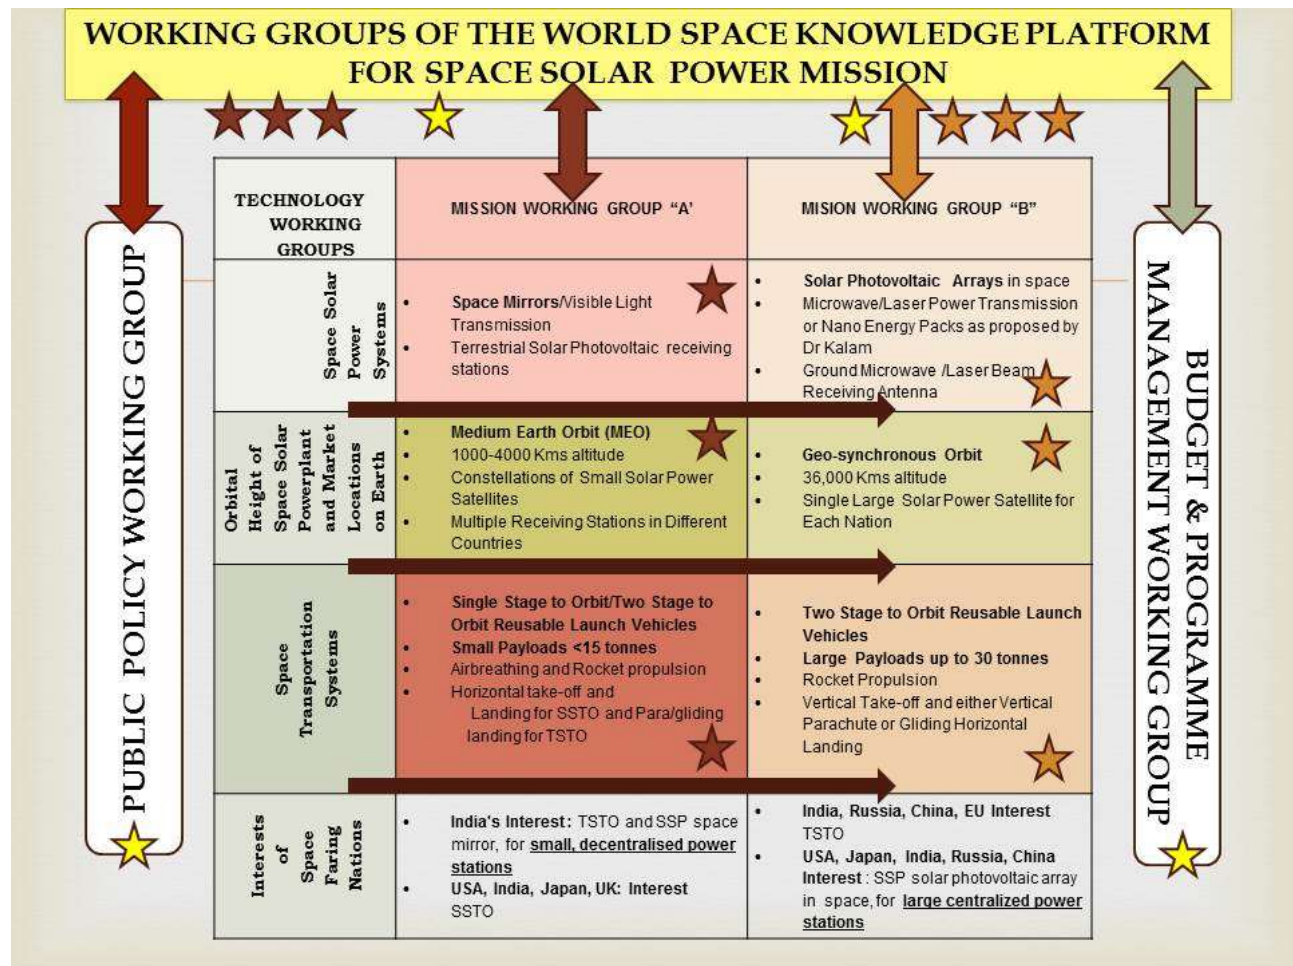 WORKING GROUPS OF THE WORLD SPACE KNOWLEDGE PLATFORM
FOR SPACE SOLAR POWER MISSION
PUBLIC POLICY WORKING GROUP
TECHNOLOGY
WORKING
GROUPS
MISSION WORKING GROUP “A’
MISION WORKING GROUP “B”
Space Solar
Power
Systems
• Space Mirrors/Visible Light
Transmission
• Terrestrial Solar Photovoltaic receiving
stations
• Solar Photovoltaic Arrays in space
• Microwave/Laser Power Transmission
or Nano Energy Packs as proposed by
Dr Kalam
• Ground Microwave /Laser Beam
Receiving Antenna
Orbital
Height of
Space Solar
Powerplant
and Market
Locations
on Earth
• Medium Earth Orbit (MEO)
• 1000-4000 Kms altitude
• Constellations of Small Solar Power
Satellites
• Multiple Receiving Stations in Different
Countries
• Geo-synchronous Orbit
• 36,000 Kms altitude
• Single Large Solar Power Satellite for
Each Nation
Space
Transportation
Systems
• Single Stage to Orbit/Two Stage to
Orbit Reusable Launch Vehicles
• Small Payloads <15 tonnes
• Airbreathing and Rocket propulsion
• Horizontal take-off and
Landing for SSTO and Para/gliding
landing for TSTO
• Two Stage to Orbit Reusable Launch
Vehicles
• Large Payloads up to 30 tonnes
• Rocket Propulsion
• Vertical Take-off and either Vertical
Parachute or Gliding Horizontal
Landing
Interests
of
Space
Faring
Nations
• India's Interest: TSTO and SSP space
mirror, for small, decentralised power
stations
• USA, India, Japan, UK: Interest
SSTO
• India, Russia, China, EU Interest
TSTO
• USA, Japan, India, Russia, China
Interest : SSP solar photovoltaic array
in space, for large centralized power
stations
BUDGET & PROGRAMME
MANAGEMENT WORKING GROUP